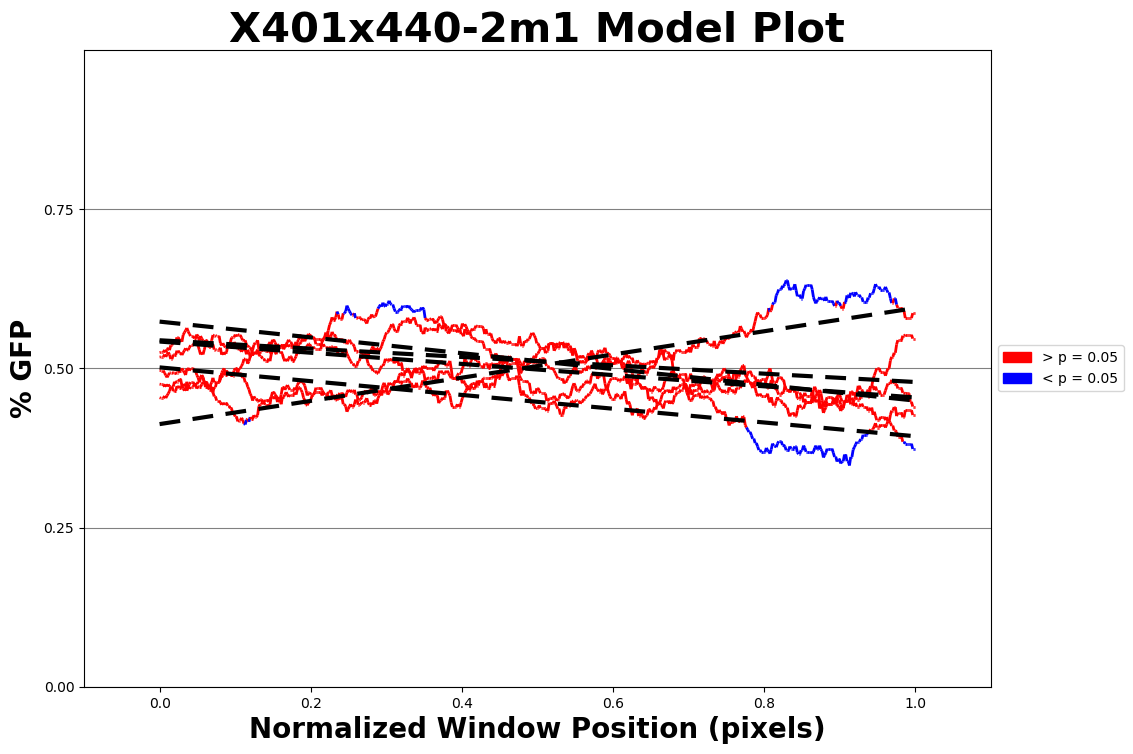 X401x440-2m1 Model Plot
% GFP
0.75
0.50
0.25
0.00
0.0 0.2 0.4 0.6 0.8 1.0
Normalized Window Position (pixels)
> p = 0.05
< p = 0.05